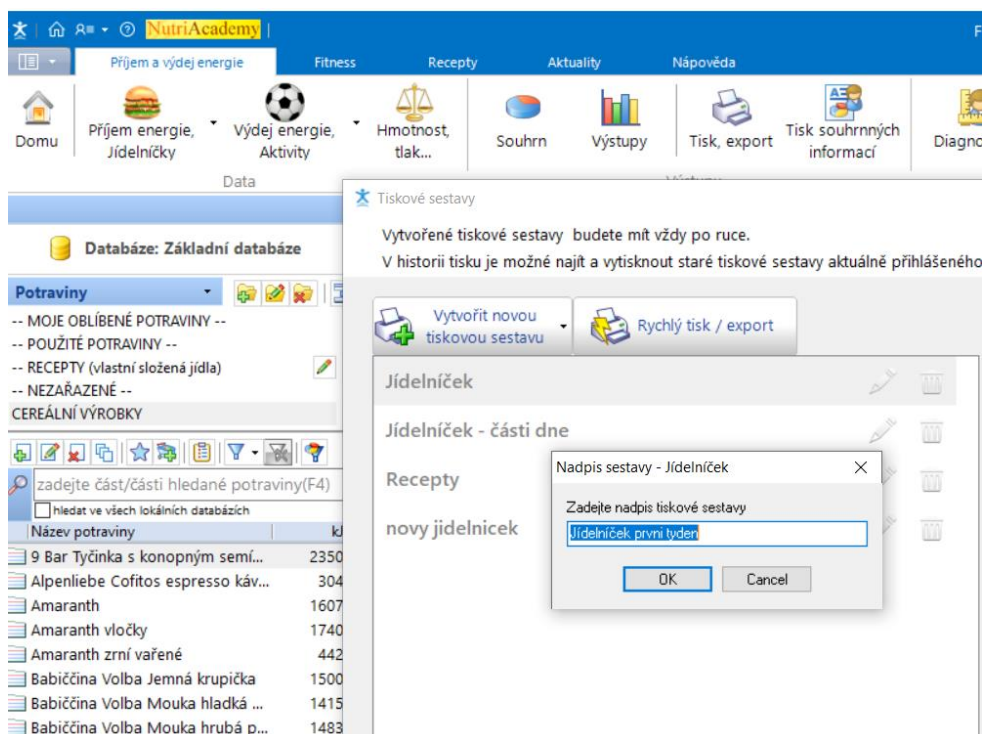 NutriAcademy
F
Příjem a výdej energie
Fitness
Recepty
Aktuality
Nápověda
Domu
Příjem energie,
Jídelníčky
Výdej energie,
Aktivity
Hmotnost,
tlak...
Souhrn
Výstupy
Tisk, export
Tisk souhrnných
informací
Diagno
Data
Tiskové sestavy
Vytvořené tiskové sestavy budete mít vždy po ruce.
V historii tisku je možné najít a vytisknout staré tiskové sestavy aktuálně přihlášeného
Databáze: Základní databáze
Potraviny
-- MOJE OBLÍBENÉ POTRAVINY --
-- POUŽITÉ POTRAVINY --
-- RECEPTY (vlastní složená jídla)
-- NEZAŘAZENÉ --
CEREÁLNÍ VÝROBKY
zadejte část/části hledané potraviny(F4)
hledat ve všech lokálních databázích
Název potraviny kJ
9 Bar Tyčinka s konopným semí... 2350
Alpenliebe Cofitos espresso káv... 304
Amaranth 1607
Amaranth vločky 1740
Amaranth zrní vařené 442
Babiččina Volba Jemná krupička 1500
Babiččina Volba Mouka hladká ... 1415
Babiččina Volba Mouka hrubá p... 1483
Vytvořit novou
tiskovou sestavu
Rychlý tisk / export
Jídelníček
Jídelníček - části dne
Recepty
novy jidelnicek
Nadpis sestavy - Jídelníček
Zadejte nadpis tiskové sestavy
Jídelníček prvni tyden
OK
Cancel